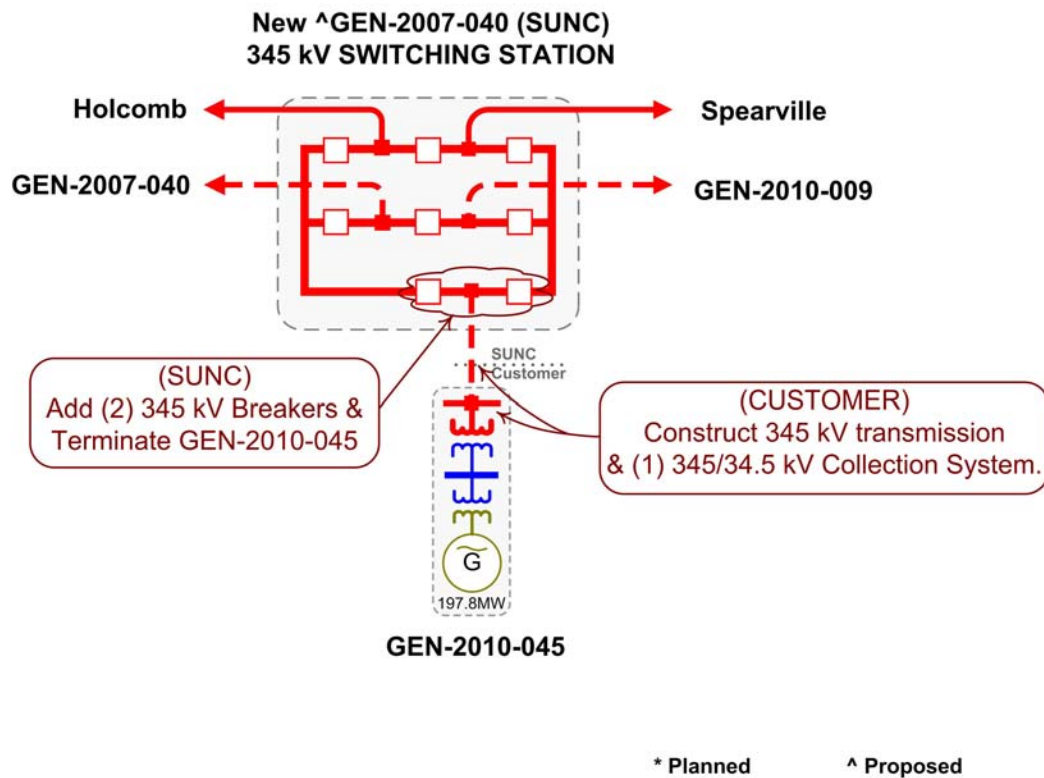 New ^GEN-2007-040 (SUNC)
345 kV SWITCHING STATION
Holcomb
Spearville
GEN-2007-040
GEN-2010-009
SUNC
Customer
(SUNC)
Add (2) 345 kV Breakers &
Terminate GEN-2010-045
(CUSTOMER)
Construct 345 kV transmission
& (1) 345/34.5 kV Collection System.
G
197.8MW
GEN-2010-045
* Planned
^ Proposed